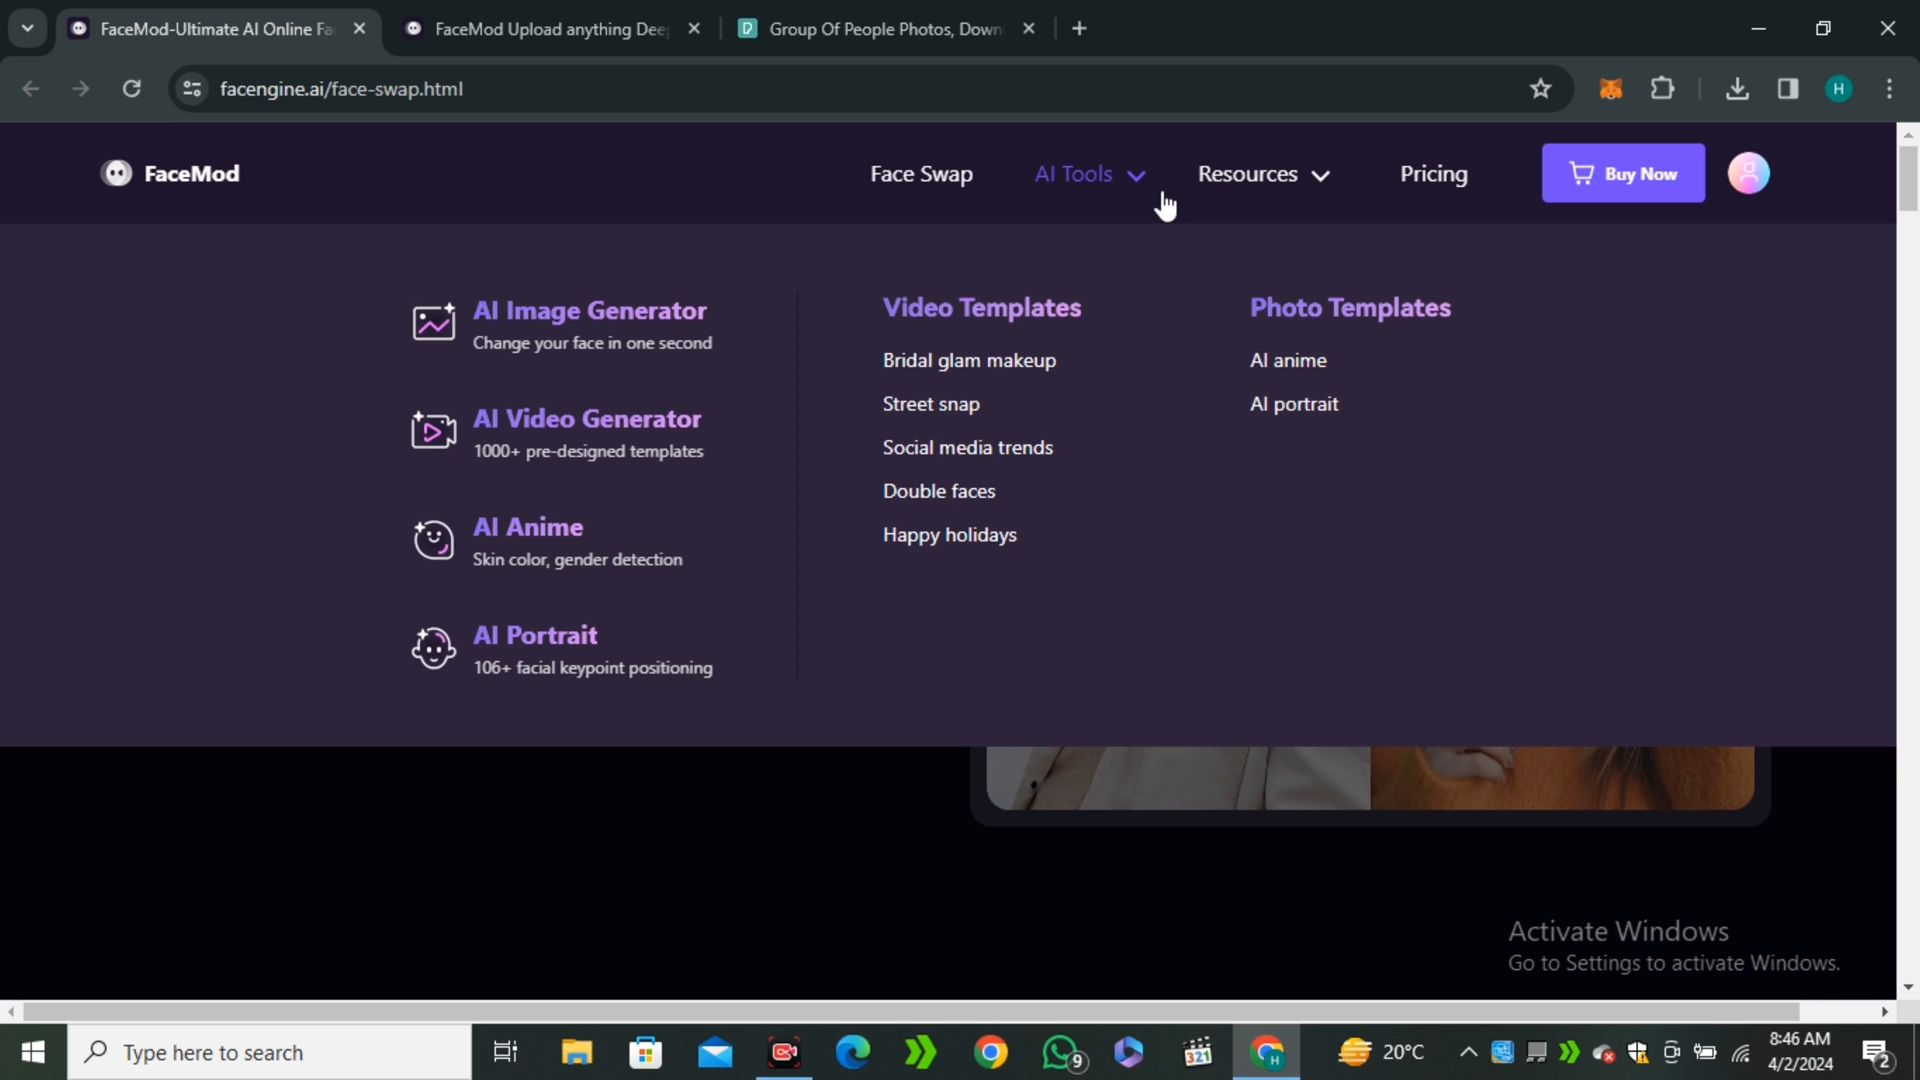 FaceMod-Ultimate AI Online Fa
FaceMod Upload anything Dee
Group Of People Photos, Down
facengine.ai/face-swap.html
H
FaceMod
Face Swap
AI Tools
Resources
Pricing
Buy Now
AI Image Generator
Change your face in one second
AI Video Generator
1000+ pre-designed templates
AI Anime
Skin color, gender detection
AI Portrait
106+ facial keypoint positioning
Video Templates
Bridal glam makeup
Street snap
Social media trends
Double faces
Happy holidays
Photo Templates
AI anime
AI portrait
Activate Windows
Go to Settings to activate Windows.
Type here to search
9
321
H
20°C
8:46 AM
4/2/2024
2